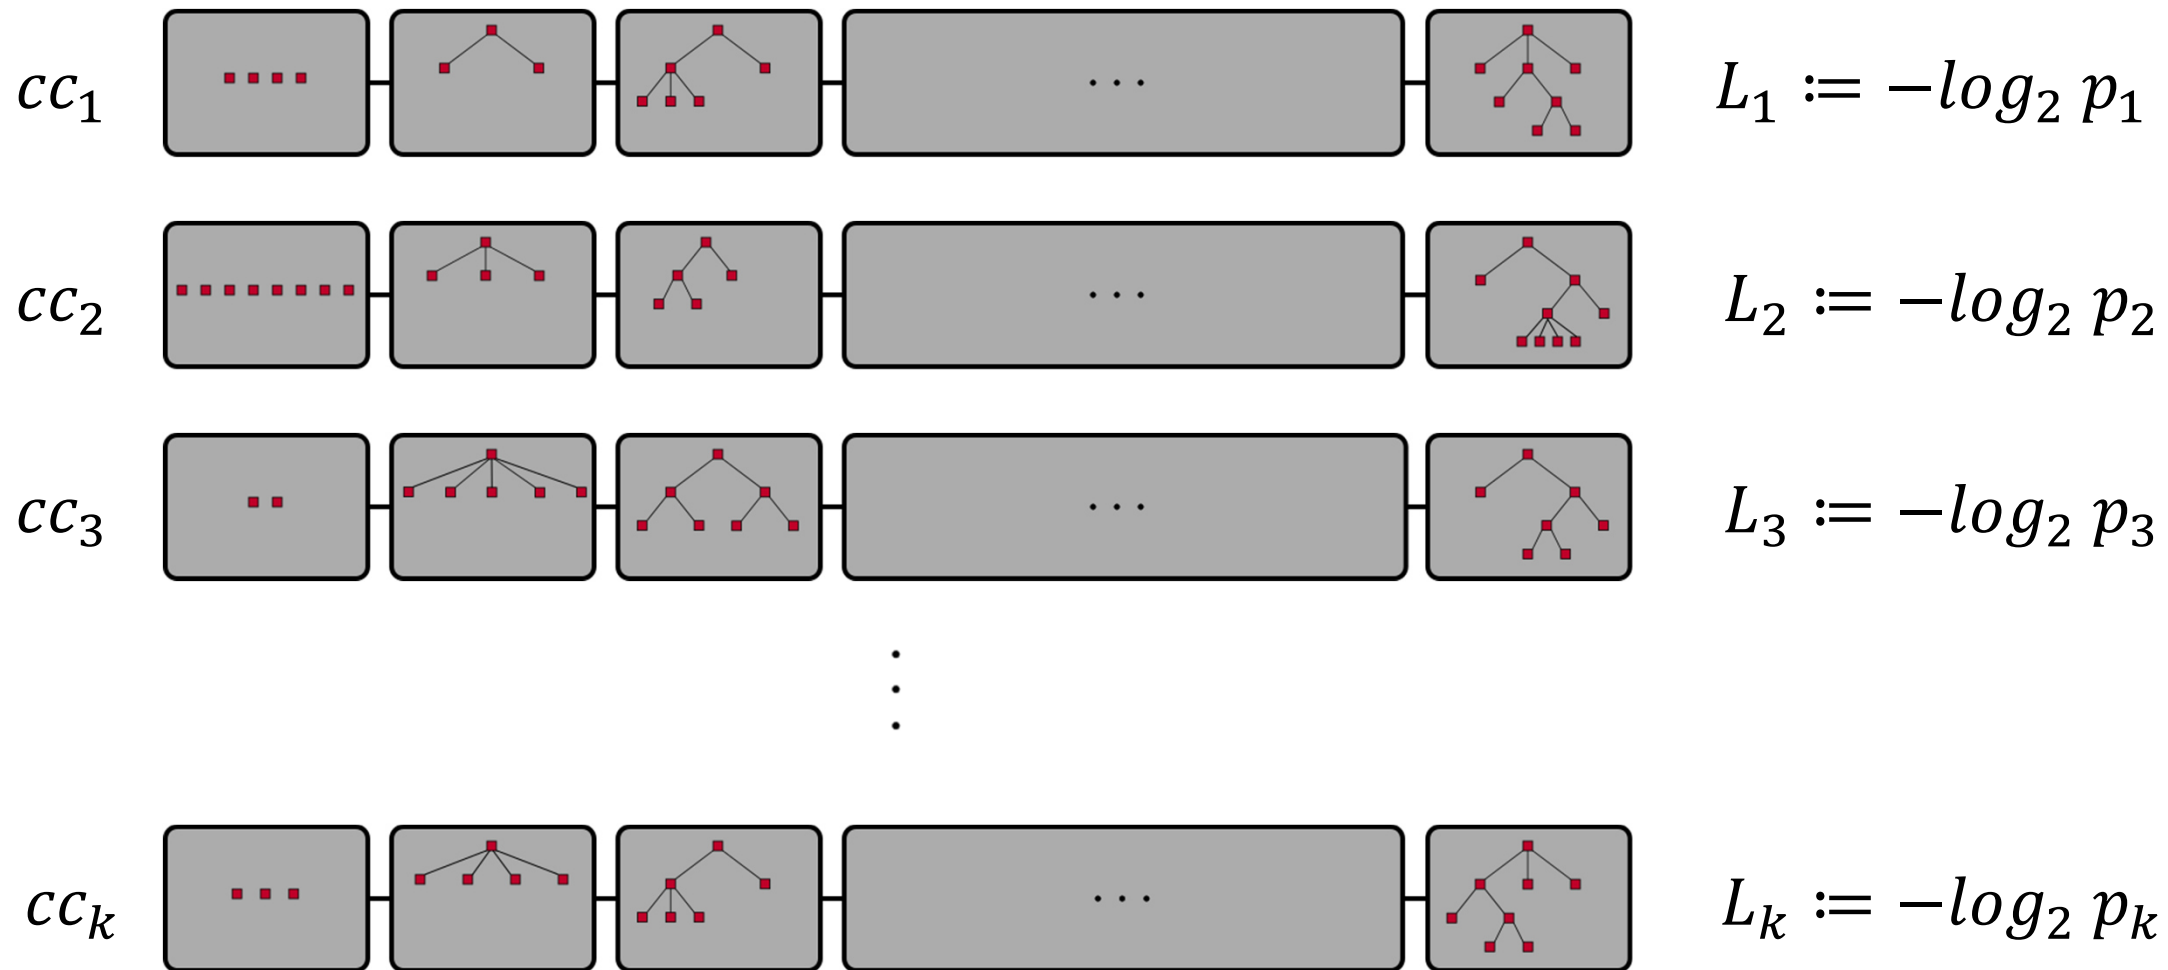 cc₁ ... L₁ ≔ −log₂ p₁
cc₂ ... L₂ ≔ −log₂ p₂
cc₃ ... L₃ ≔ −log₂ p₃
ccₖ ... Lₖ ≔ −log₂ pₖ